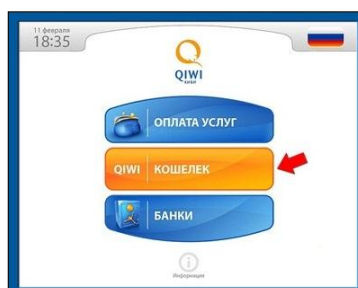 11 февраля
18:35
QIWI
ОПЛАТА УСЛУГ
QIWI КОШЕЛЕК
БАНКИ
Информация